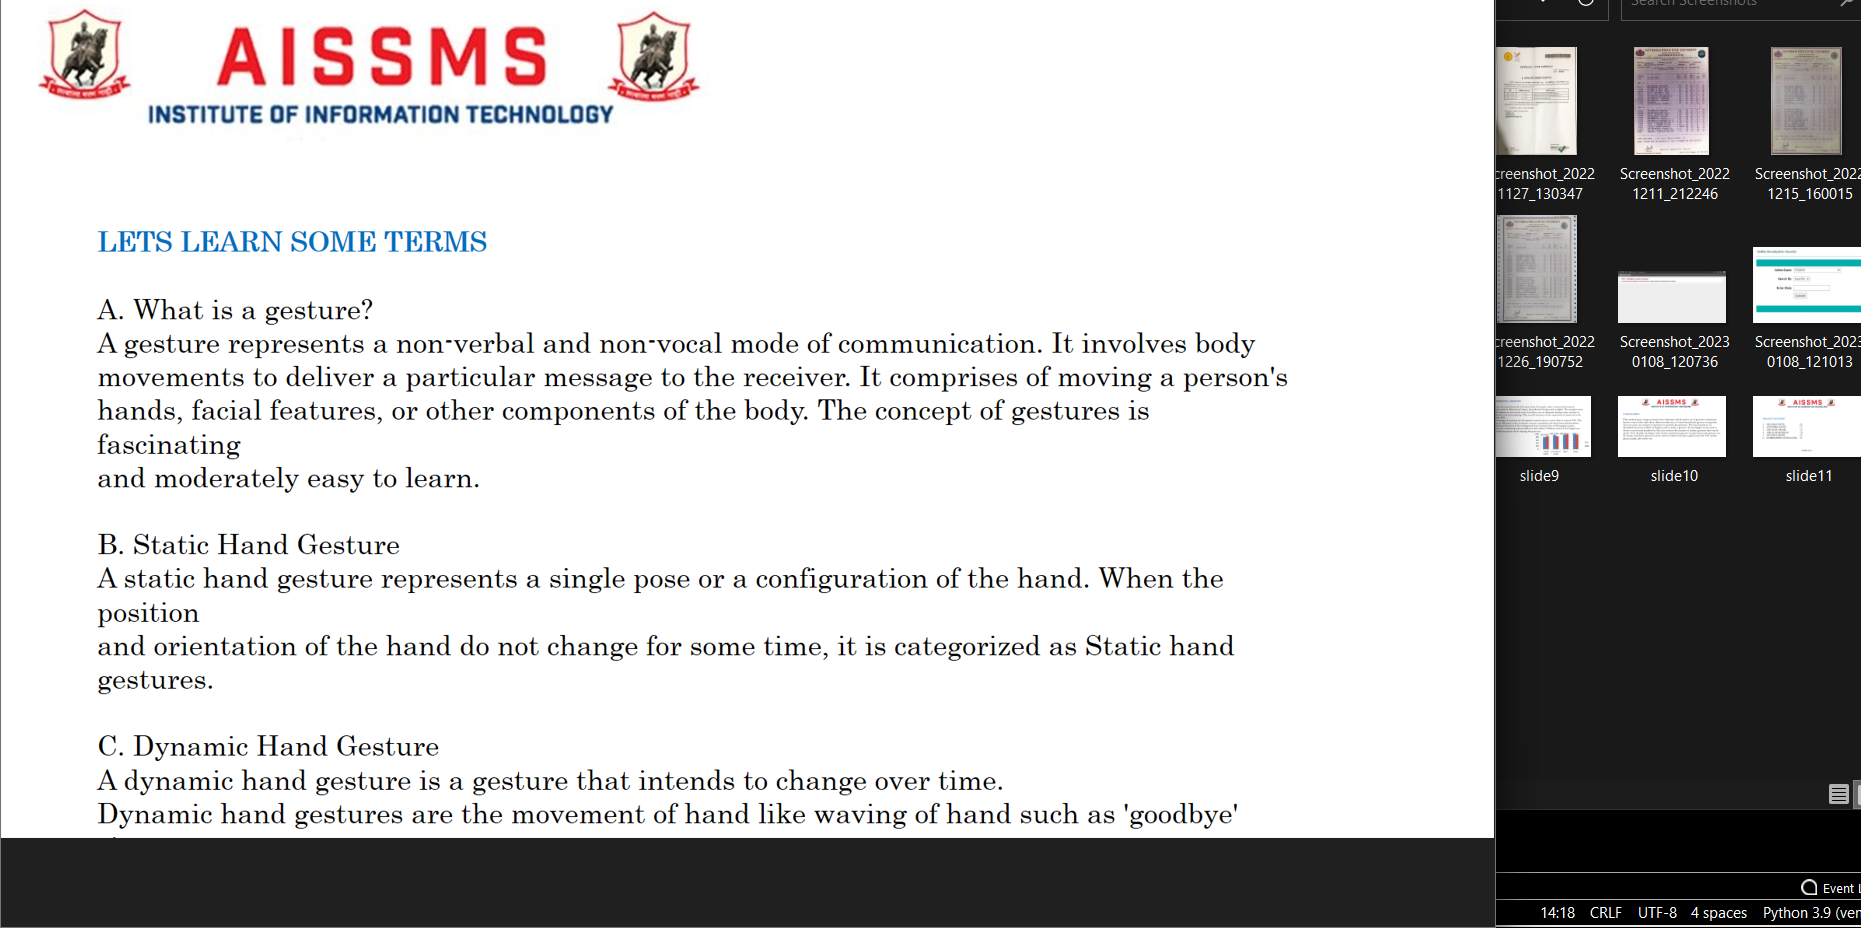 AISSMS
INSTITUTE OF INFORMATION TECHNOLOGY
LETS LEARN SOME TERMS
A. What is a gesture?
A gesture represents a non-verbal and non-vocal mode of communication. It involves body
movements to deliver a particular message to the receiver. It comprises of moving a person's
hands, facial features, or other components of the body. The concept of gestures is
fascinating
and moderately easy to learn.
B. Static Hand Gesture
A static hand gesture represents a single pose or a configuration of the hand. When the
position
and orientation of the hand do not change for some time, it is categorized as Static hand
gestures.
C. Dynamic Hand Gesture
A dynamic hand gesture is a gesture that intends to change over time.
Dynamic hand gestures are the movement of hand like waving of hand such as 'goodbye'
Search Screenshots
creenshot_2022
1127_130347
Screenshot_2022
1211_212246
Screenshot_2022
1215_160015
creenshot_2022
1226_190752
Screenshot_2023
0108_120736
Screenshot_2023
0108_121013
AISSMS
AISSMS
slide9
slide10
slide11
Event L
14:18 CRLF UTF-8 4 spaces Python 3.9 (ven